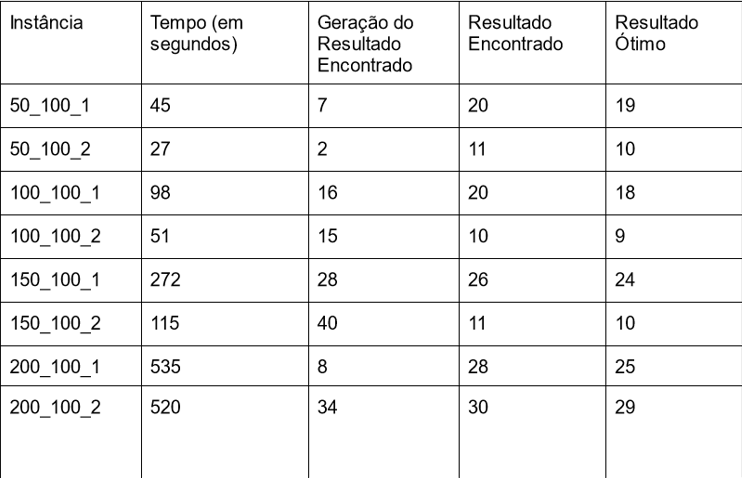 Instância Tempo (em segundos) Geração do Resultado Encontrado Resultado Encontrado Resultado Ótimo
50_100_1 45 7 20 19
50_100_2 27 2 11 10
100_100_1 98 16 20 18
100_100_2 51 15 10 9
150_100_1 272 28 26 24
150_100_2 115 40 11 10
200_100_1 535 8 28 25
200_100_2 520 34 30 29